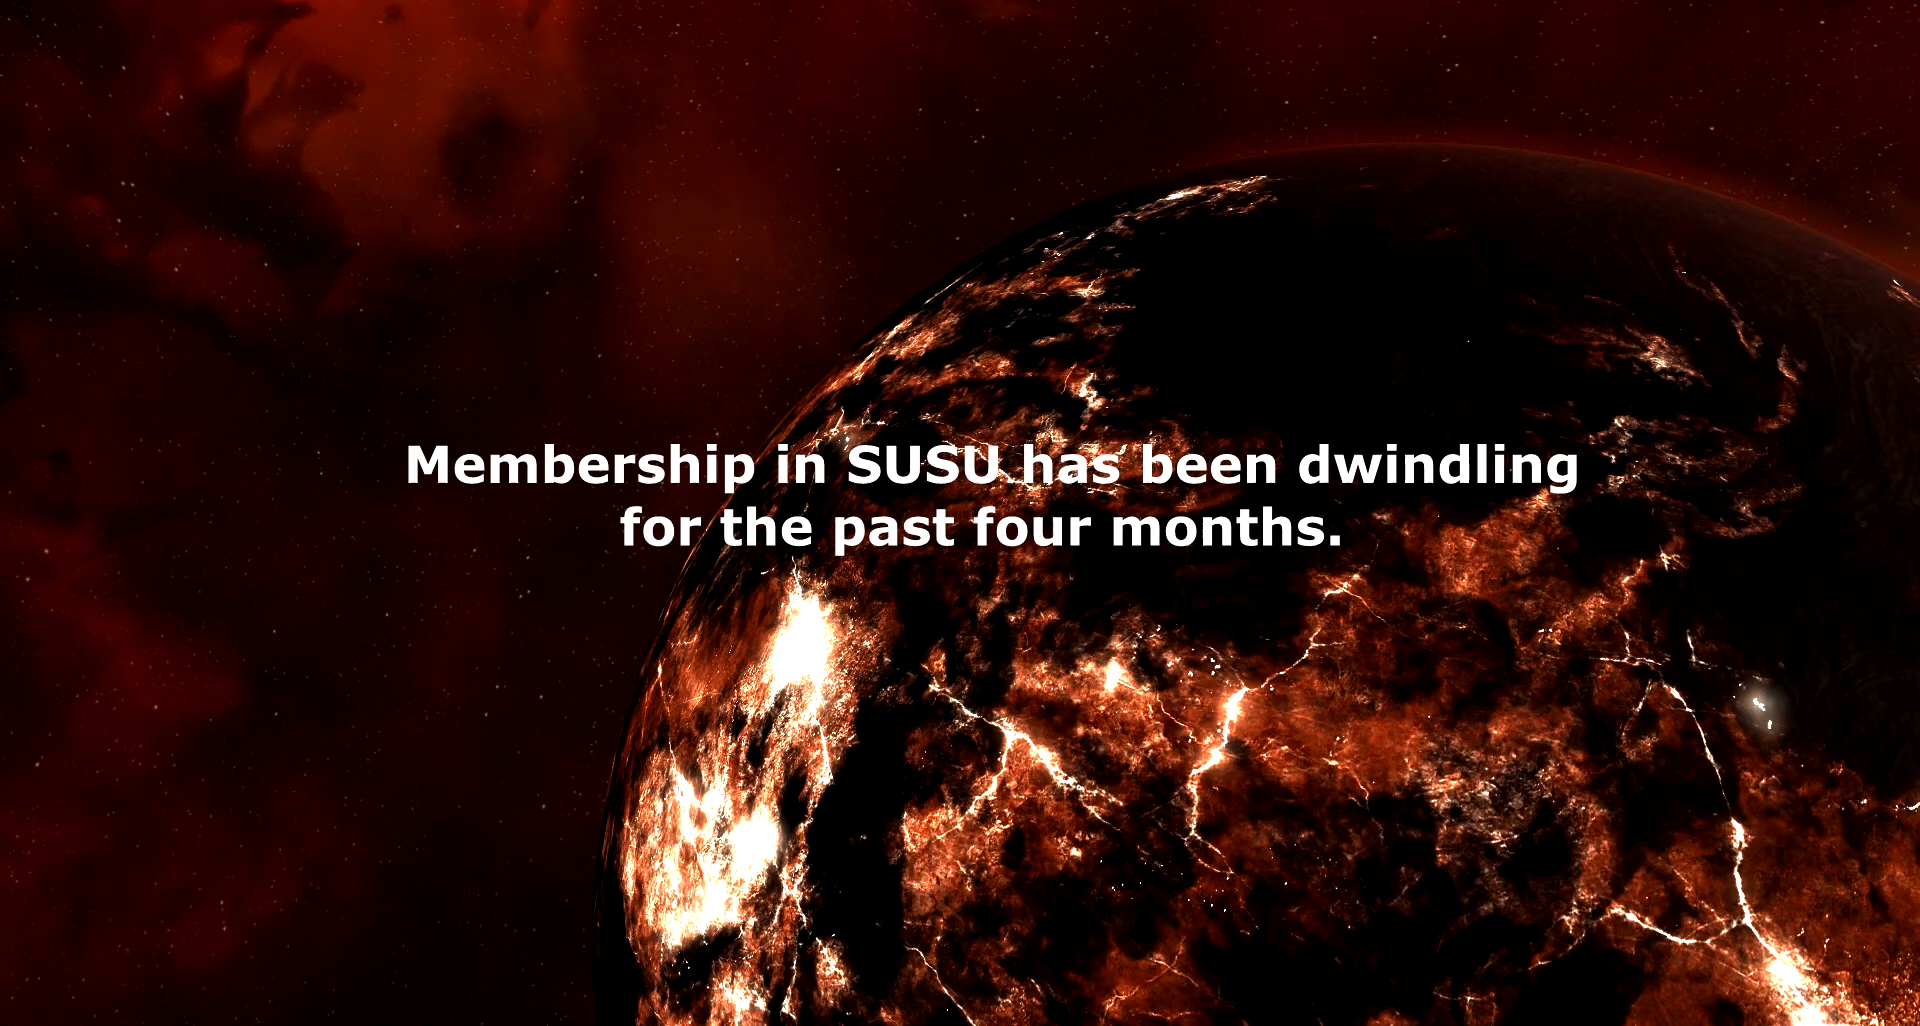 Membership in SUSU has been dwindling
for the past four months.